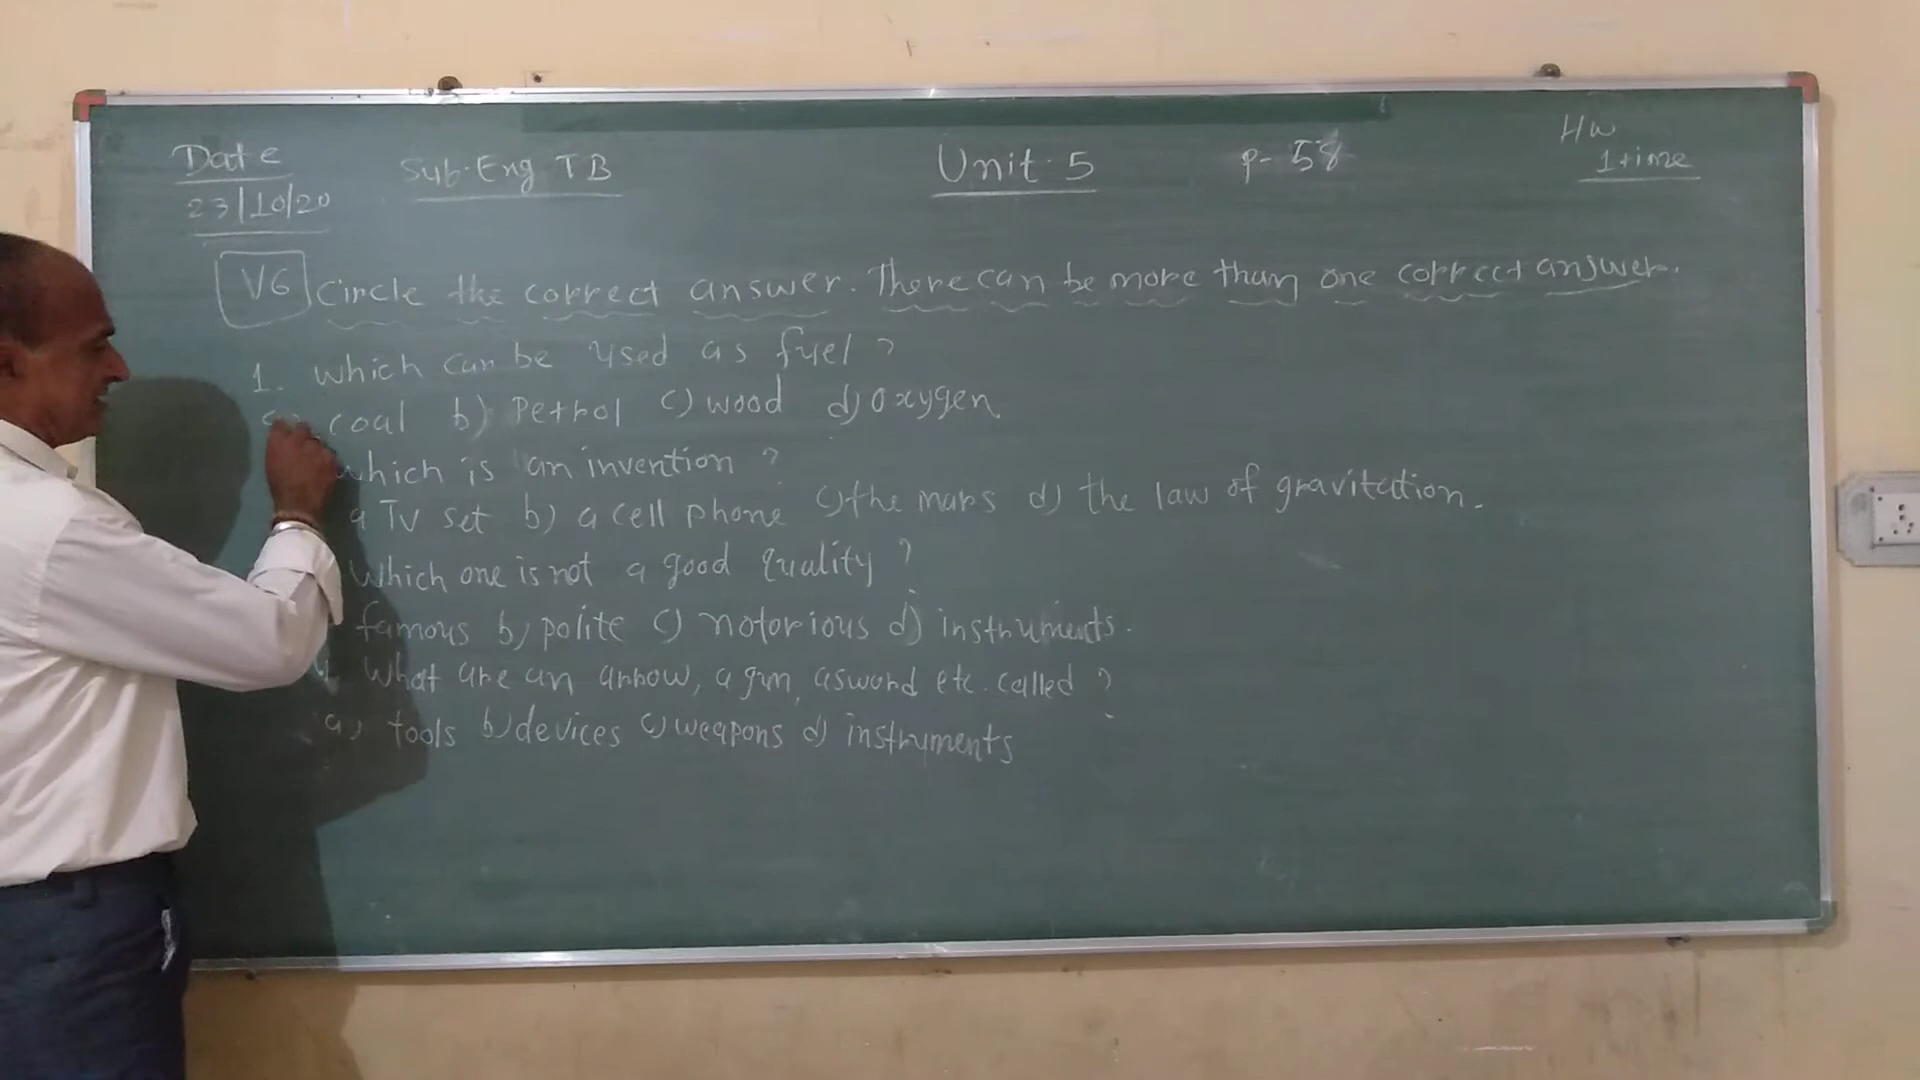 Date Sub-Eng TB Unit 5 p- 58 Hw
23/10/20 1 time
V6 Circle the correct answer. There can be more than one correct answer.
1. which can be used as fuel ?
coal b) Petrol c) wood d) oxygen.
which is an invention ?
a TV set b) a cell phone c) the mars d) the law of gravitation.
Which one is not a good quality ?
famous b) polite c) notorious d) instruments.
4. What are an arrow, a gun, a sword etc. called ?
a) tools b) devices c) weapons d) instruments